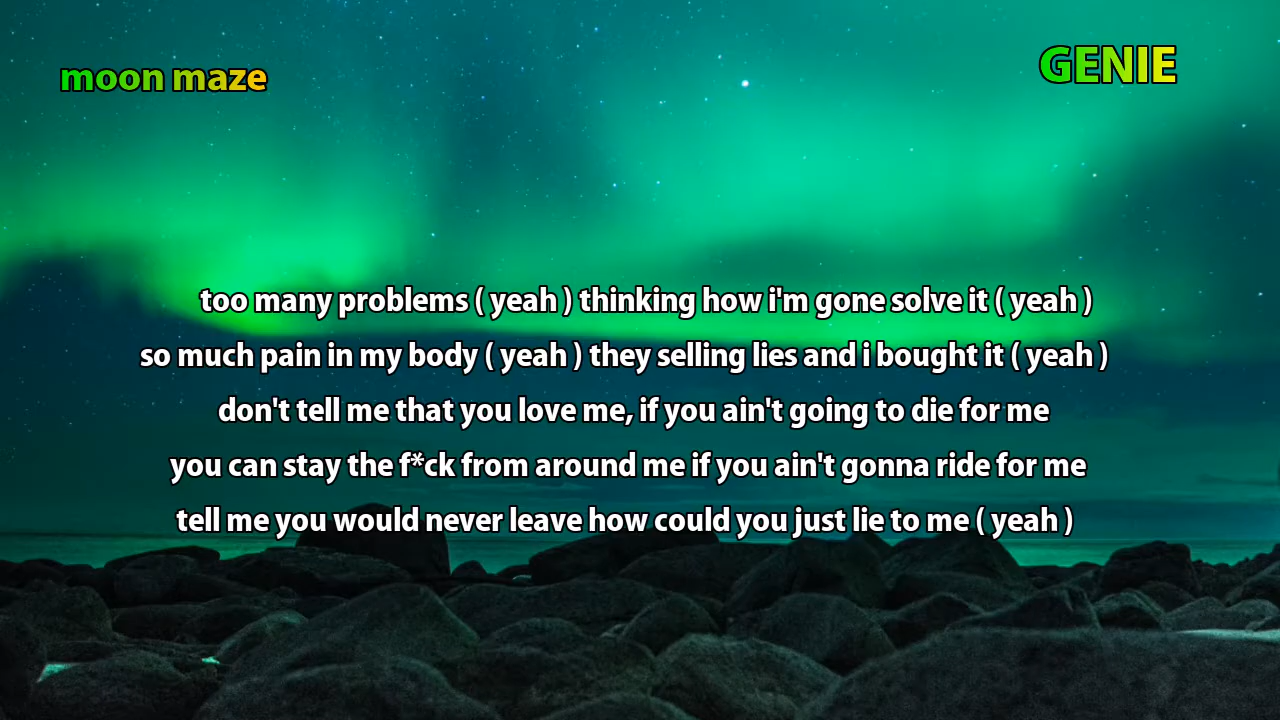 moon maze
GENIE
too many problems ( yeah ) thinking how i'm gone solve it ( yeah )
so much pain in my body ( yeah ) they selling lies and i bought it ( yeah )
don't tell me that you love me, if you ain't going to die for me
you can stay the f*ck from around me if you ain't gonna ride for me
tell me you would never leave how could you just lie to me ( yeah )